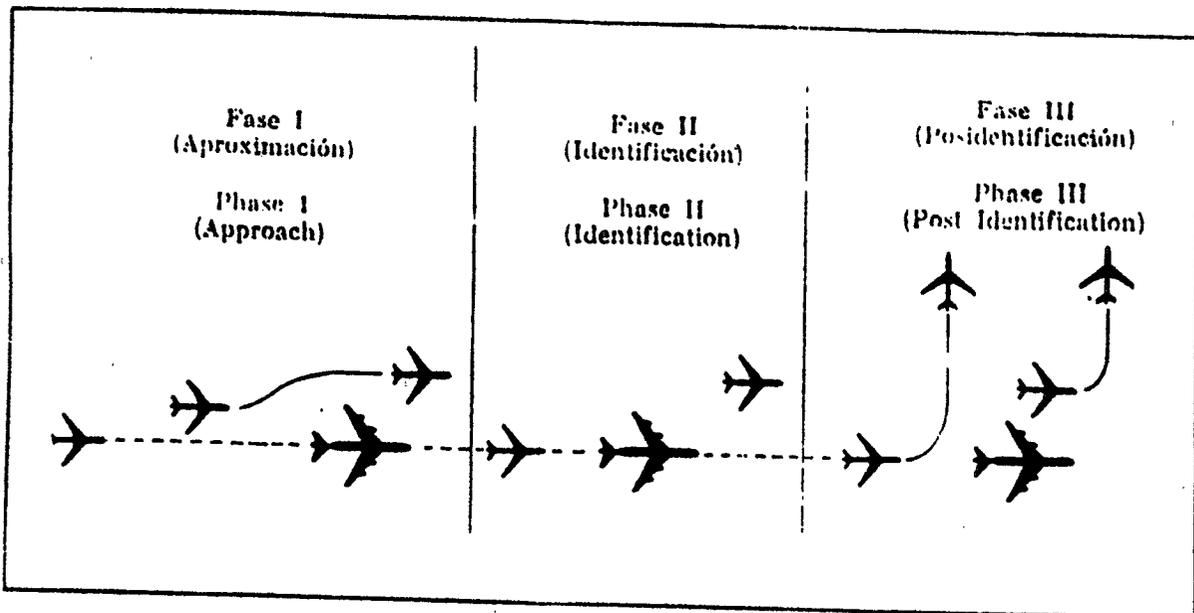 Fase I
(Aproximación)
Phase I
(Approach)
Fase II
(Identificación)
Phase II
(Identification)
Fase III
(Posidentificación)
Phase III
(Post Identification)